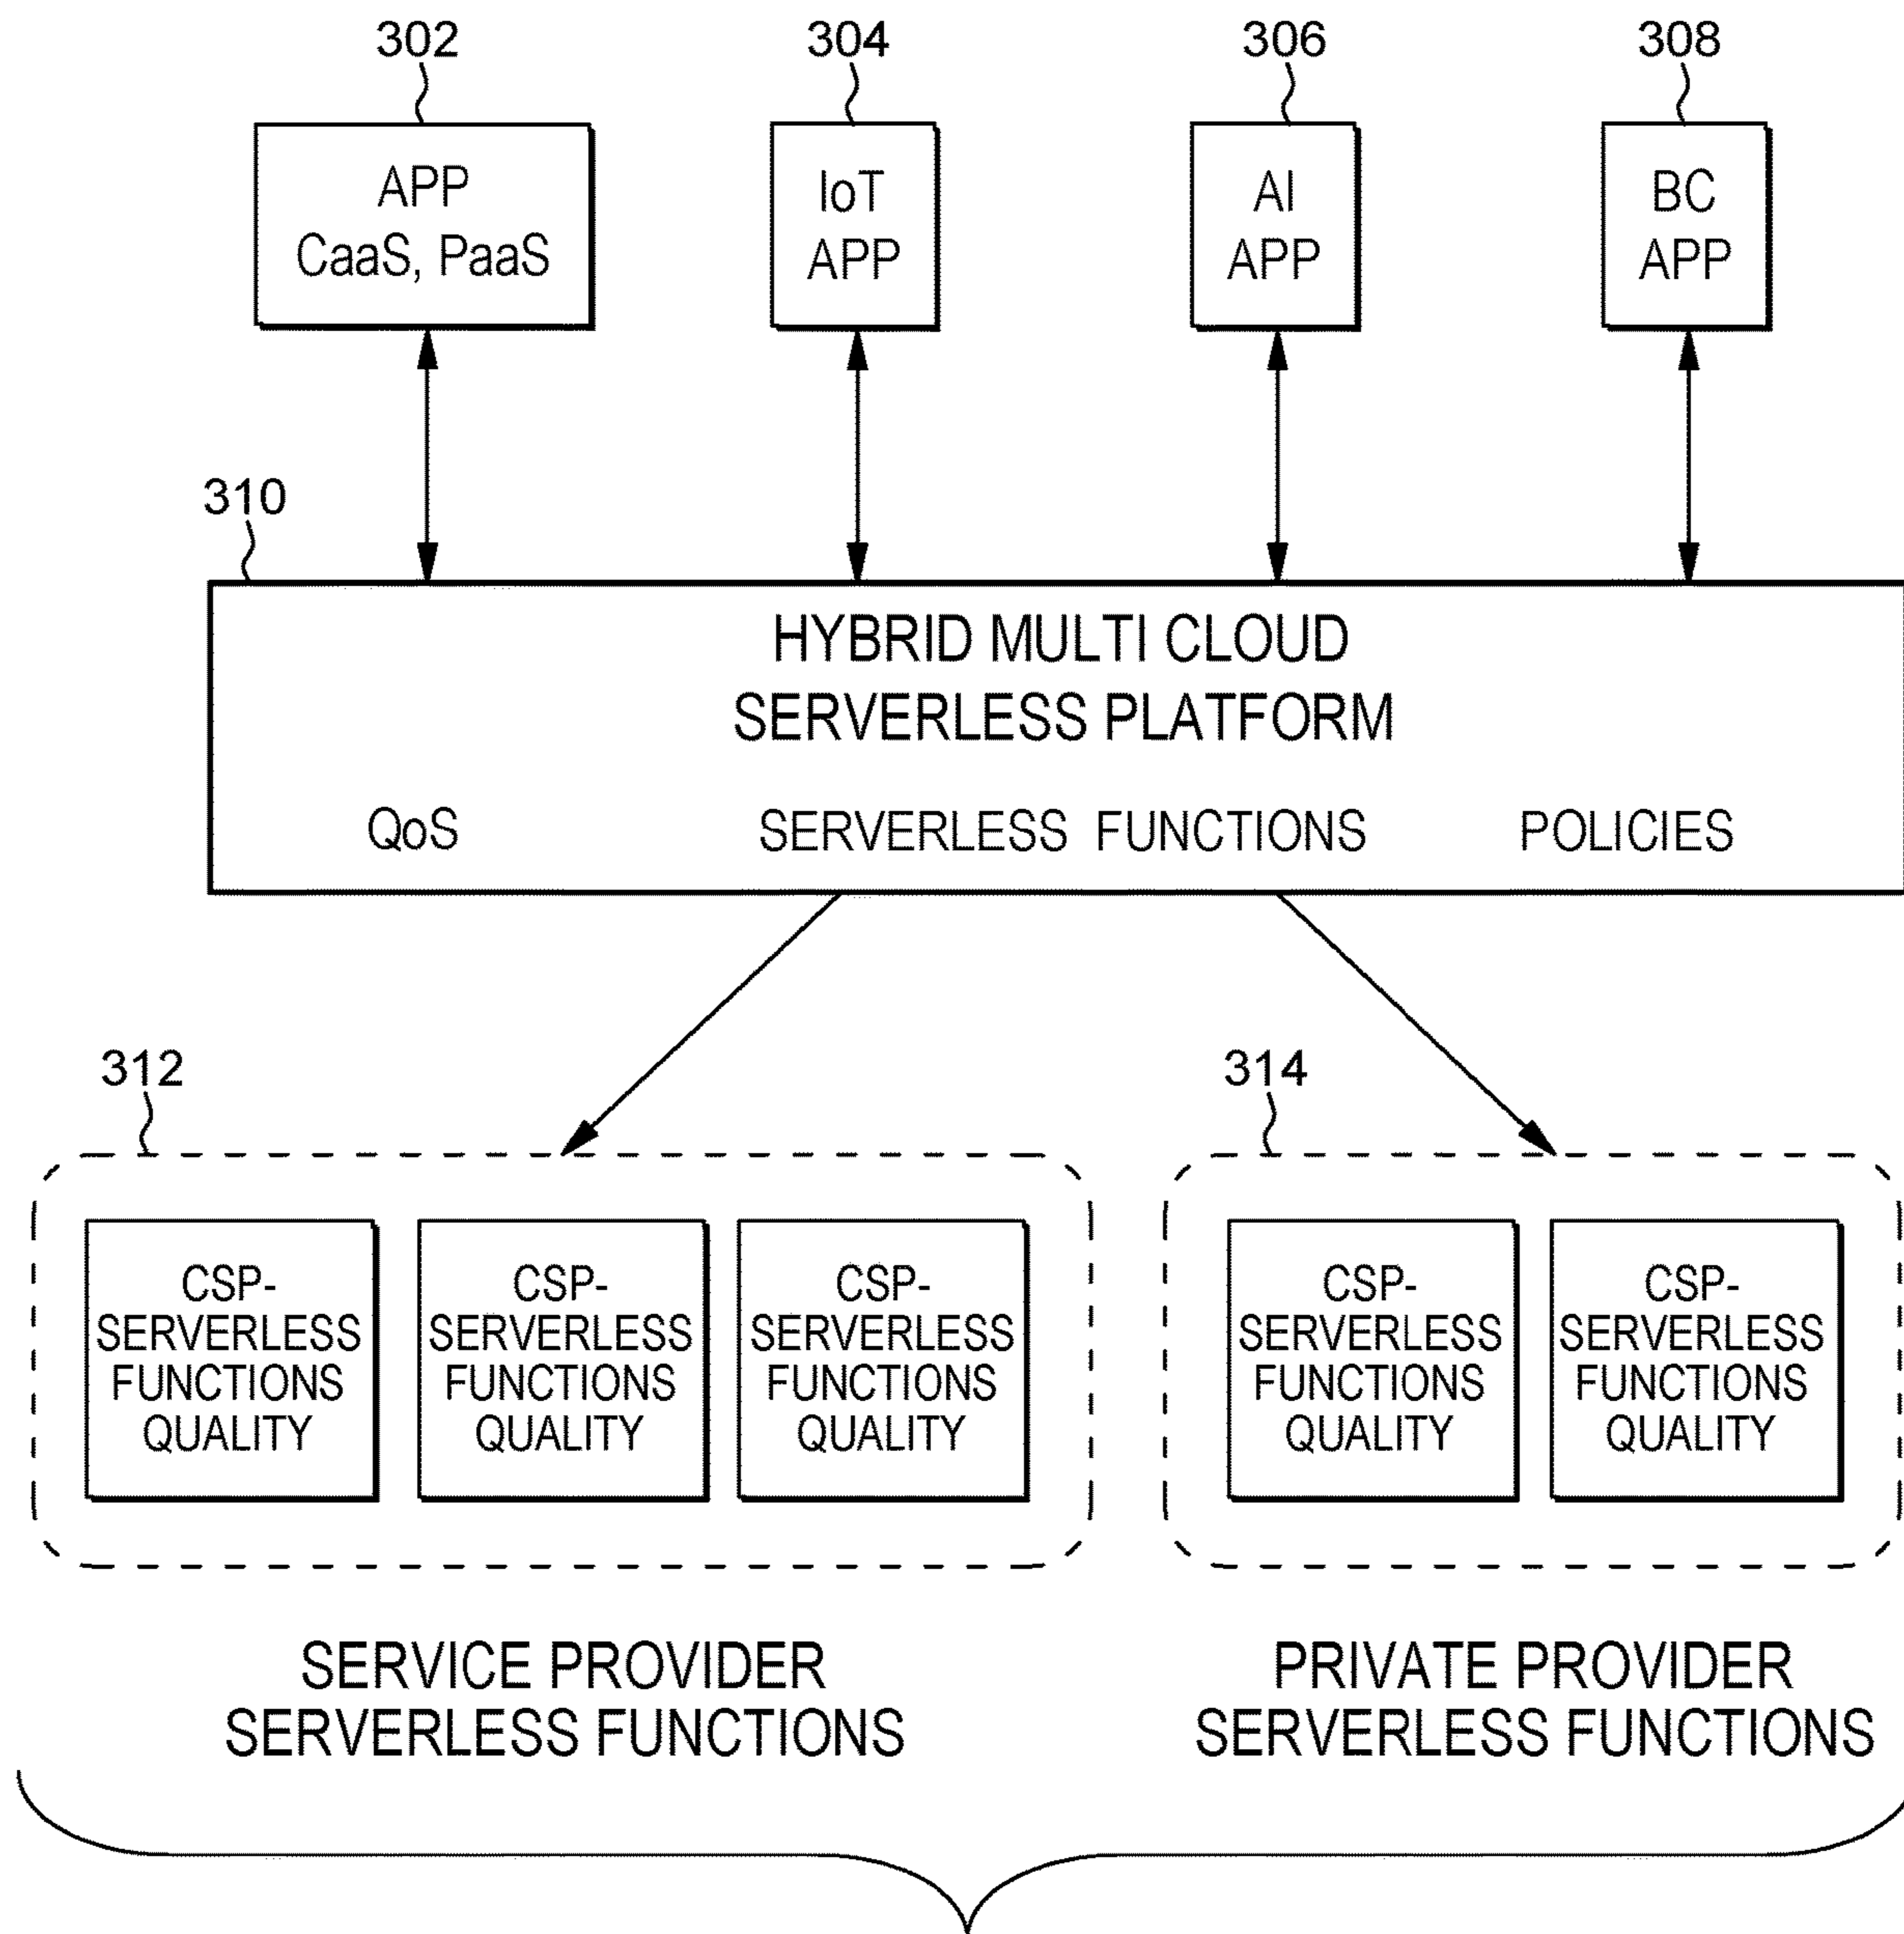 302
304
306
308
APP
CaaS, PaaS
IoT
APP
AI
APP
BC
APP
310
HYBRID MULTI CLOUD
SERVERLESS PLATFORM
QoS
SERVERLESS FUNCTIONS
POLICIES
312
314
CSP-
SERVERLESS
FUNCTIONS
QUALITY
CSP-
SERVERLESS
FUNCTIONS
QUALITY
CSP-
SERVERLESS
FUNCTIONS
QUALITY
CSP-
SERVERLESS
FUNCTIONS
QUALITY
CSP-
SERVERLESS
FUNCTIONS
QUALITY
SERVICE PROVIDER
SERVERLESS FUNCTIONS
PRIVATE PROVIDER
SERVERLESS FUNCTIONS